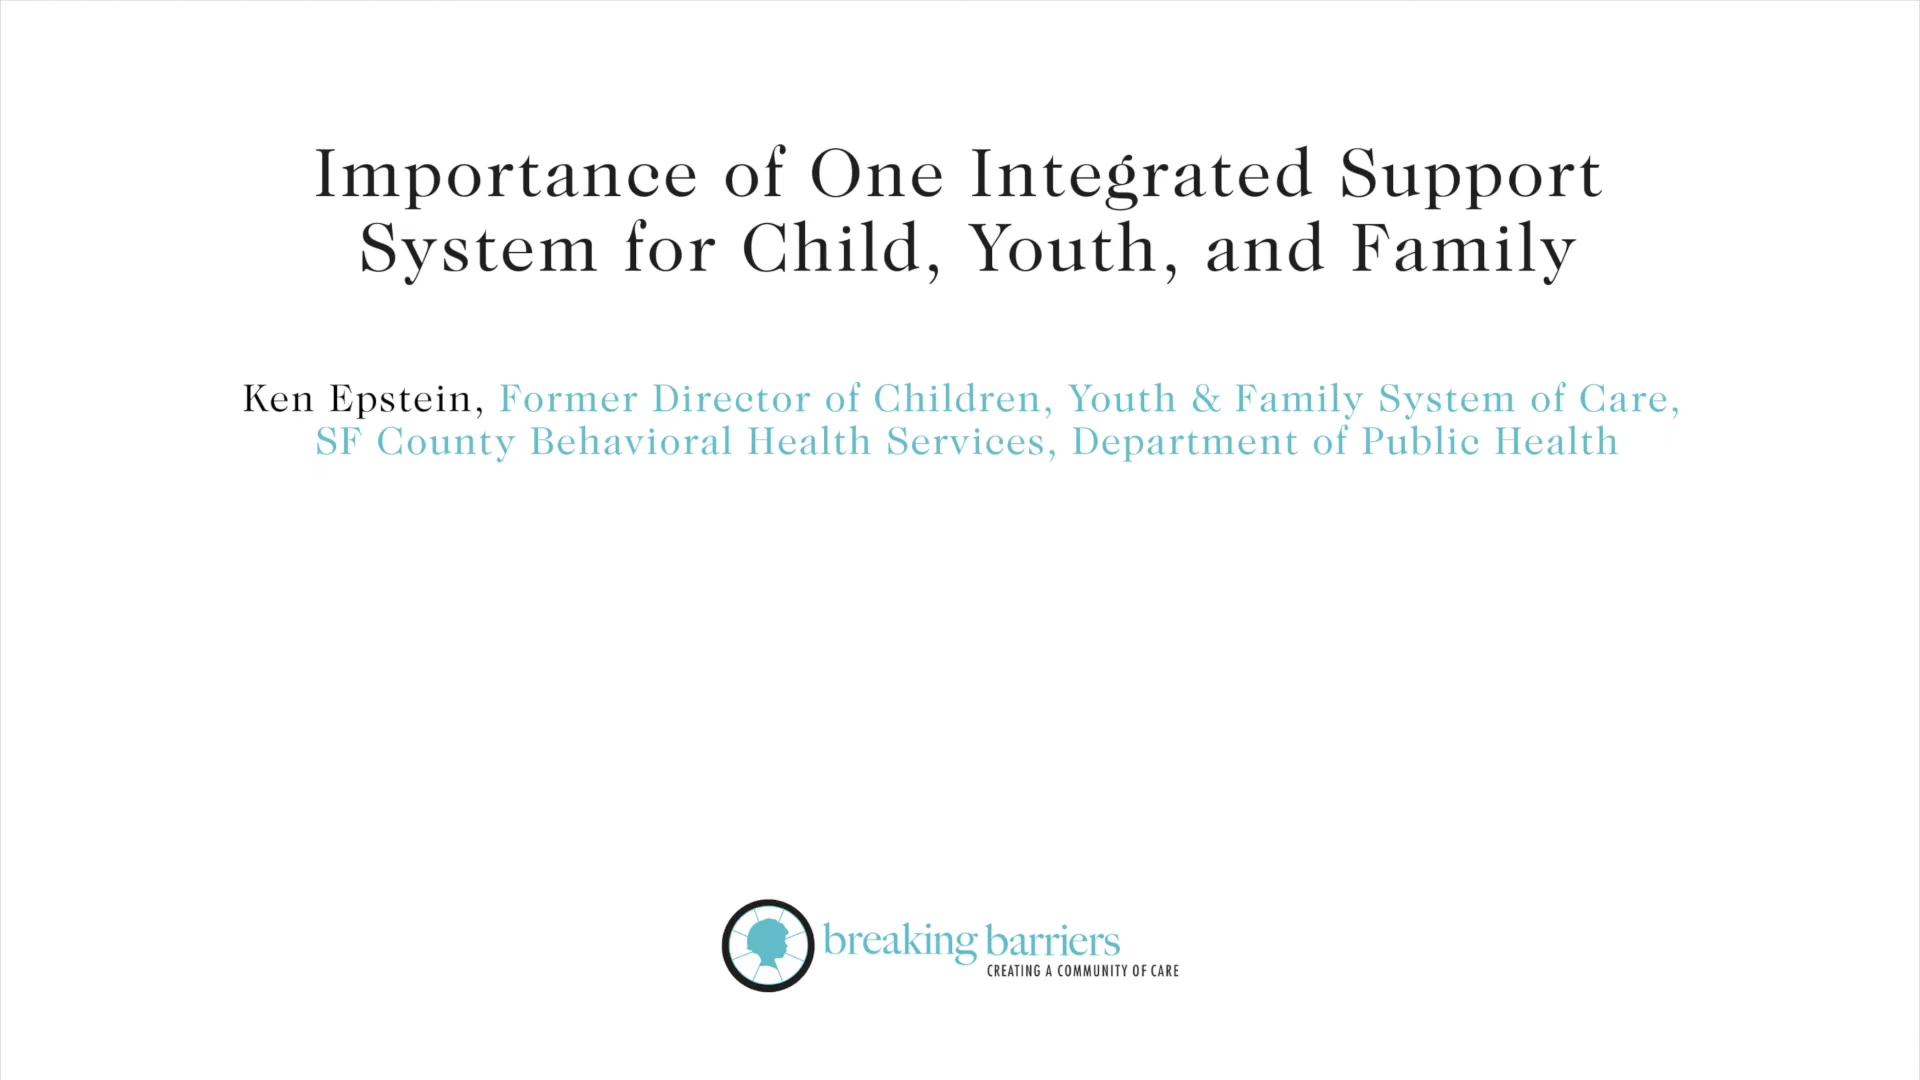 Importance of One Integrated Support
System for Child, Youth, and Family
Ken Epstein, Former Director of Children, Youth & Family System of Care,
SF County Behavioral Health Services, Department of Public Health
breaking barriers
CREATING A COMMUNITY OF CARE